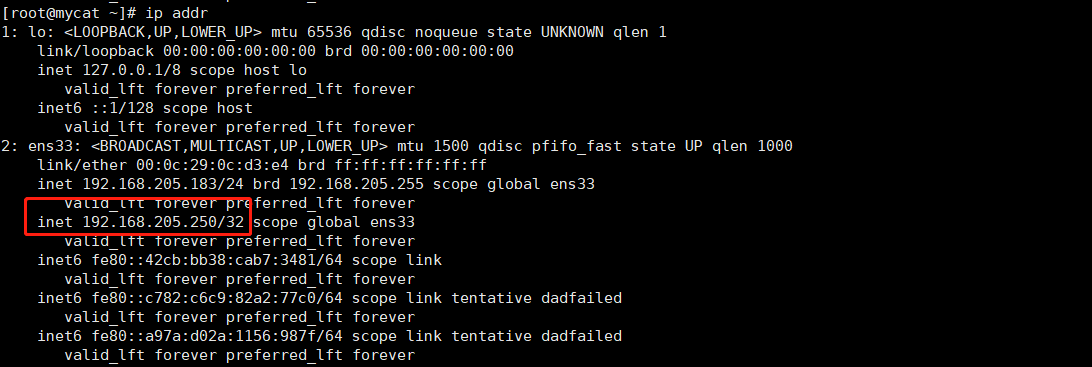 [root@mycat ~]# ip addr
1: lo: <LOOPBACK,UP,LOWER_UP> mtu 65536 qdisc noqueue state UNKNOWN qlen 1
    link/loopback 00:00:00:00:00:00 brd 00:00:00:00:00:00
    inet 127.0.0.1/8 scope host lo
       valid_lft forever preferred_lft forever
    inet6 ::1/128 scope host
       valid_lft forever preferred_lft forever
2: ens33: <BROADCAST,MULTICAST,UP,LOWER_UP> mtu 1500 qdisc pfifo_fast state UP qlen 1000
    link/ether 00:0c:29:0c:d3:e4 brd ff:ff:ff:ff:ff:ff
    inet 192.168.205.183/24 brd 192.168.205.255 scope global ens33
       valid_lft forever preferred_lft forever
    inet 192.168.205.250/32 scope global ens33
       valid_lft forever preferred_lft forever
    inet6 fe80::42cb:bb38:cab7:3481/64 scope link
       valid_lft forever preferred_lft forever
    inet6 fe80::c782:c6c9:82a2:77c0/64 scope link tentative dadfailed
       valid_lft forever preferred_lft forever
    inet6 fe80::a97a:d02a:1156:987f/64 scope link tentative dadfailed
       valid_lft forever preferred_lft forever